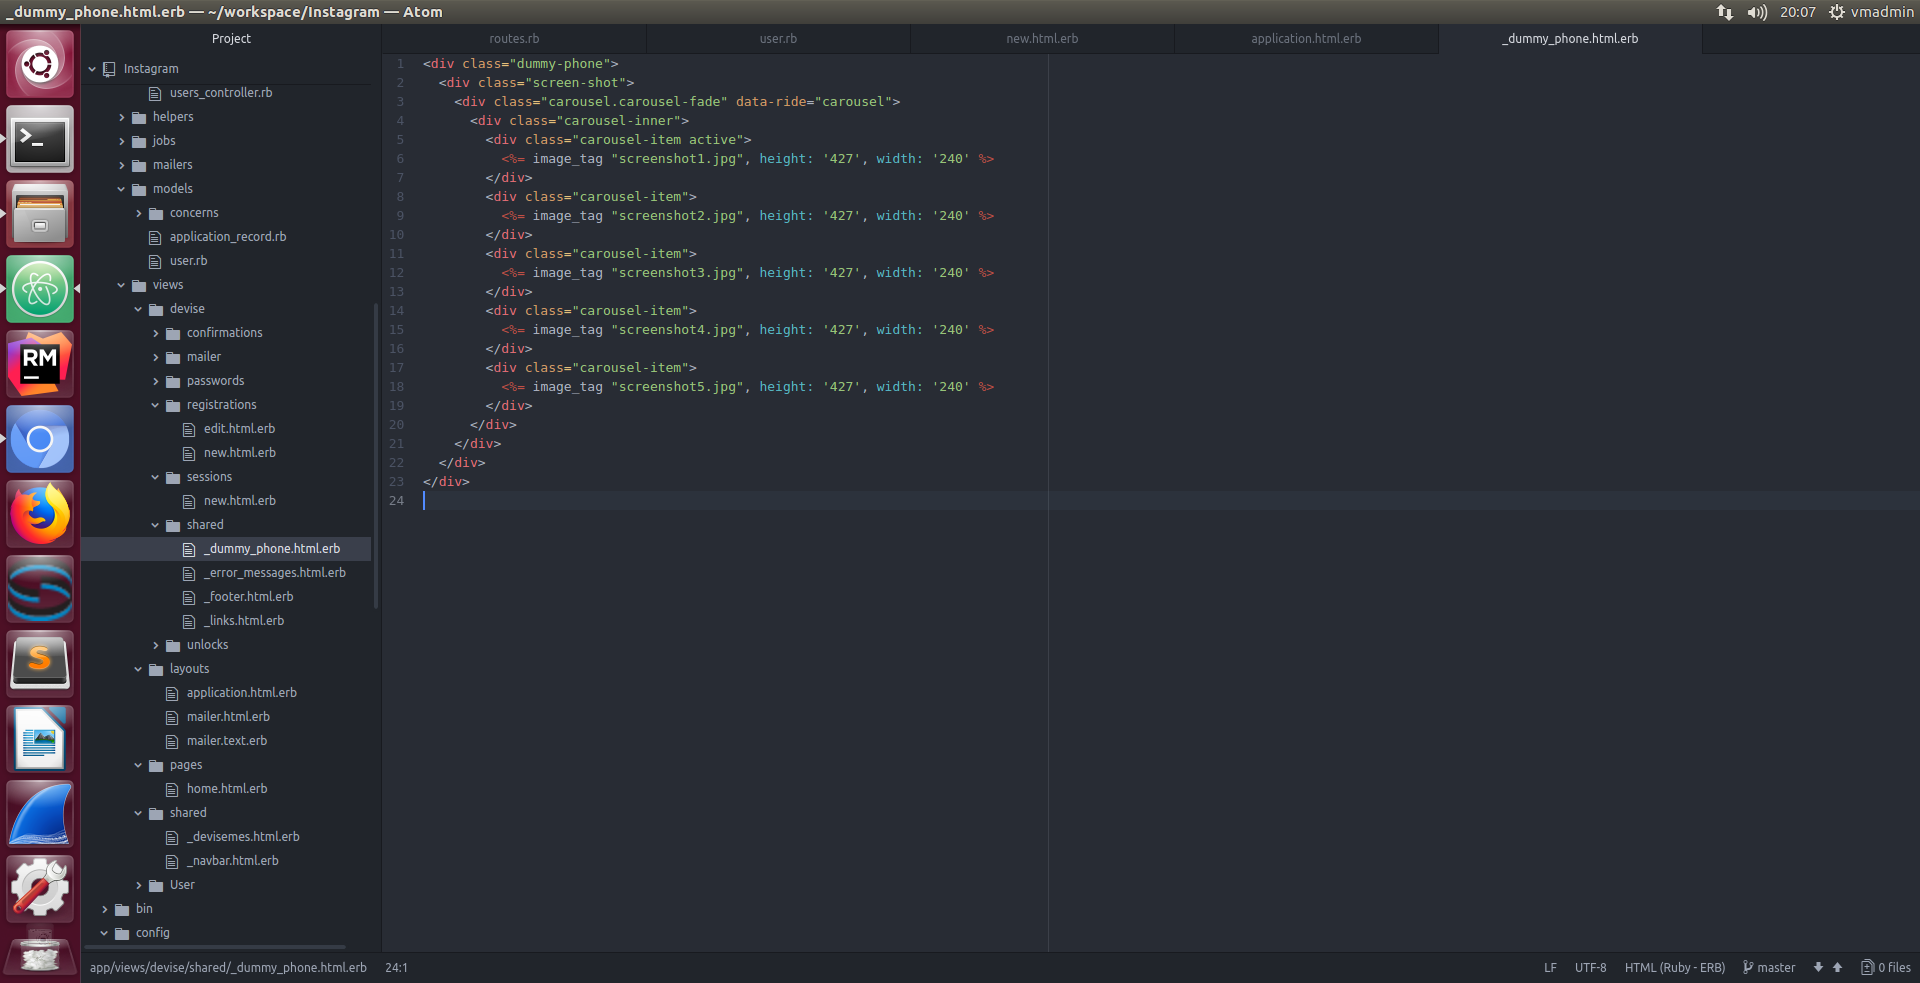 _dummy_phone.html.erb — ~/workspace/Instagram — Atom
20:07
vmadmin
Project
Instagram
users_controller.rb
helpers
jobs
mailers
models
concerns
application_record.rb
user.rb
views
devise
confirmations
mailer
passwords
registrations
edit.html.erb
new.html.erb
sessions
new.html.erb
shared
_dummy_phone.html.erb
_error_messages.html.erb
_footer.html.erb
_links.html.erb
unlocks
layouts
application.html.erb
mailer.html.erb
mailer.text.erb
pages
home.html.erb
shared
_devisemes.html.erb
_navbar.html.erb
User
bin
config
routes.rb
user.rb
new.html.erb
application.html.erb
_dummy_phone.html.erb
1 <div class="dummy-phone">
2 <div class="screen-shot">
3 <div class="carousel.carousel-fade" data-ride="carousel">
4 <div class="carousel-inner">
5 <div class="carousel-item active">
6 <%= image_tag "screenshot1.jpg", height: '427', width: '240' %>
7 </div>
8 <div class="carousel-item">
9 <%= image_tag "screenshot2.jpg", height: '427', width: '240' %>
10 </div>
11 <div class="carousel-item">
12 <%= image_tag "screenshot3.jpg", height: '427', width: '240' %>
13 </div>
14 <div class="carousel-item">
15 <%= image_tag "screenshot4.jpg", height: '427', width: '240' %>
16 </div>
17 <div class="carousel-item">
18 <%= image_tag "screenshot5.jpg", height: '427', width: '240' %>
19 </div>
20 </div>
21 </div>
22 </div>
23 </div>
24
>_
RM
S
app/views/devise/shared/_dummy_phone.html.erb 24:1
LF UTF-8 HTML (Ruby - ERB) master 0 files